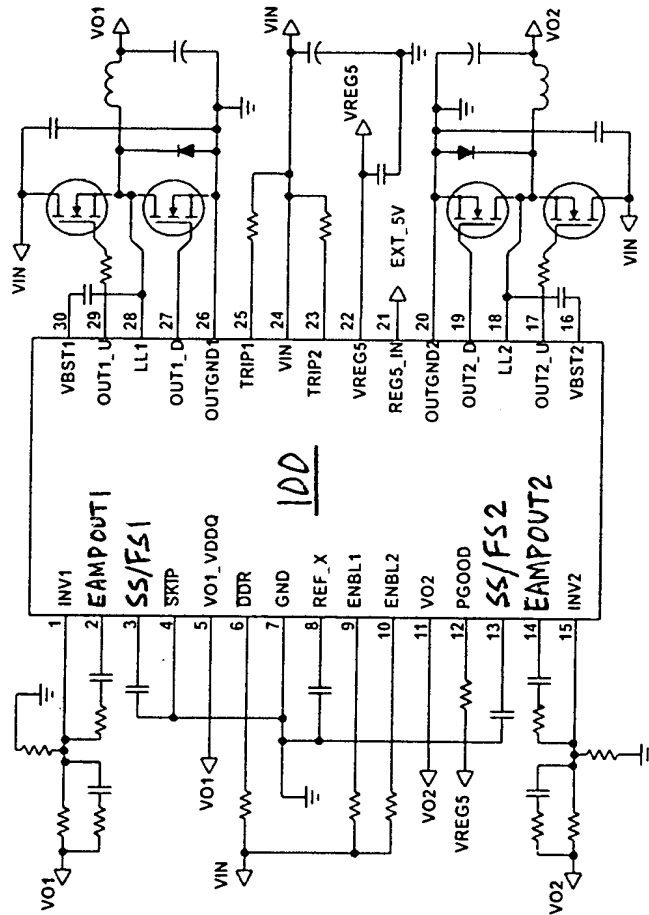 VO1
VIN
VIN
VO2
VREG5
EXT_5V
VIN
30
29
28
27
26
25
24
23
22
21
20
19
18
17
16
VBST1
OUT1_U
LL1
OUT1_D
OUTGND1
TRIP1
VIN
TRIP2
VREG5
REG5_IN
OUTGND2
OUT2_D
LL2
OUT2_U
VBST2
100
INV1
EAMPOUT1
SS/FS1
SKIP
VO1_VDDQ
DDR
GND
REF_X
ENBL1
ENBL2
VO2
PGOOD
SS/FS2
EAMPOUT2
INV2
1
2
3
4
5
6
7
8
9
10
11
12
13
14
15
VO1
VO2
VREG5
VO1
VIN
VO2